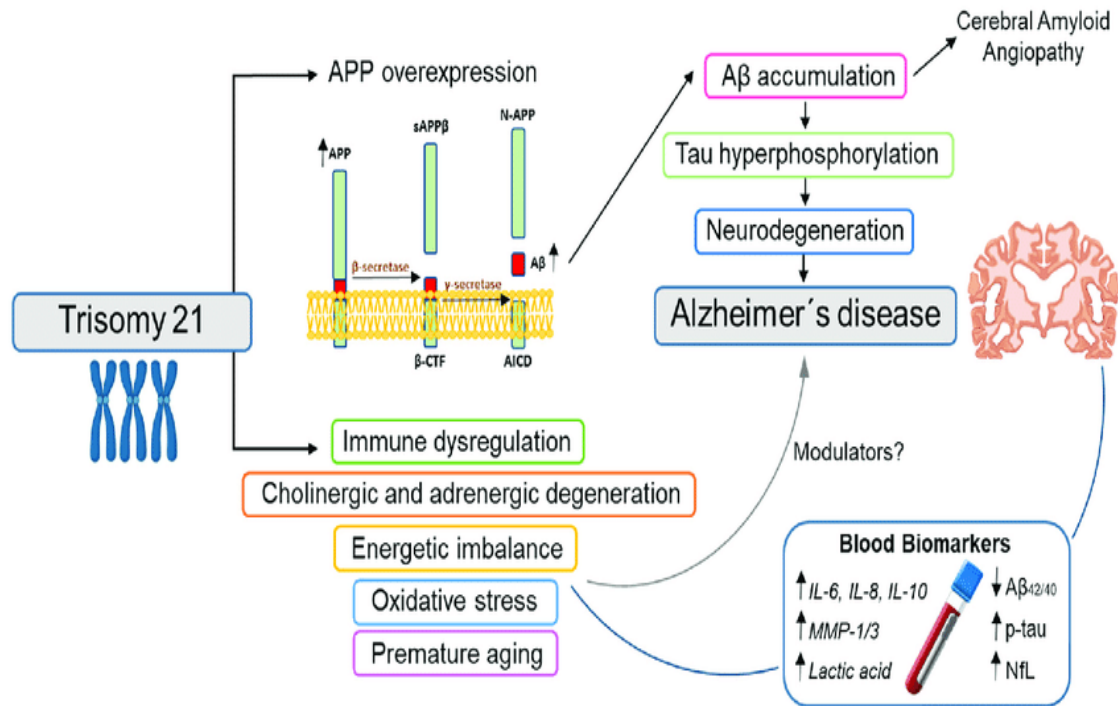 Cerebral Amyloid
Angiopathy
APP overexpression
Aβ accumulation
N-APP
sAPPβ
↑APP
Tau hyperphosphorylation
Neurodegeneration
β-secretase
Aβ ↑
γ-secretase
Trisomy 21
Alzheimer´s disease
β-CTF
AICD
Immune dysregulation
Modulators?
Cholinergic and adrenergic degeneration
Energetic imbalance
Oxidative stress
Premature aging
Blood Biomarkers
↑IL-6, IL-8, IL-10
↓Aβ42/40
↑MMP-1/3
↑p-tau
↑Lactic acid
↑NfL